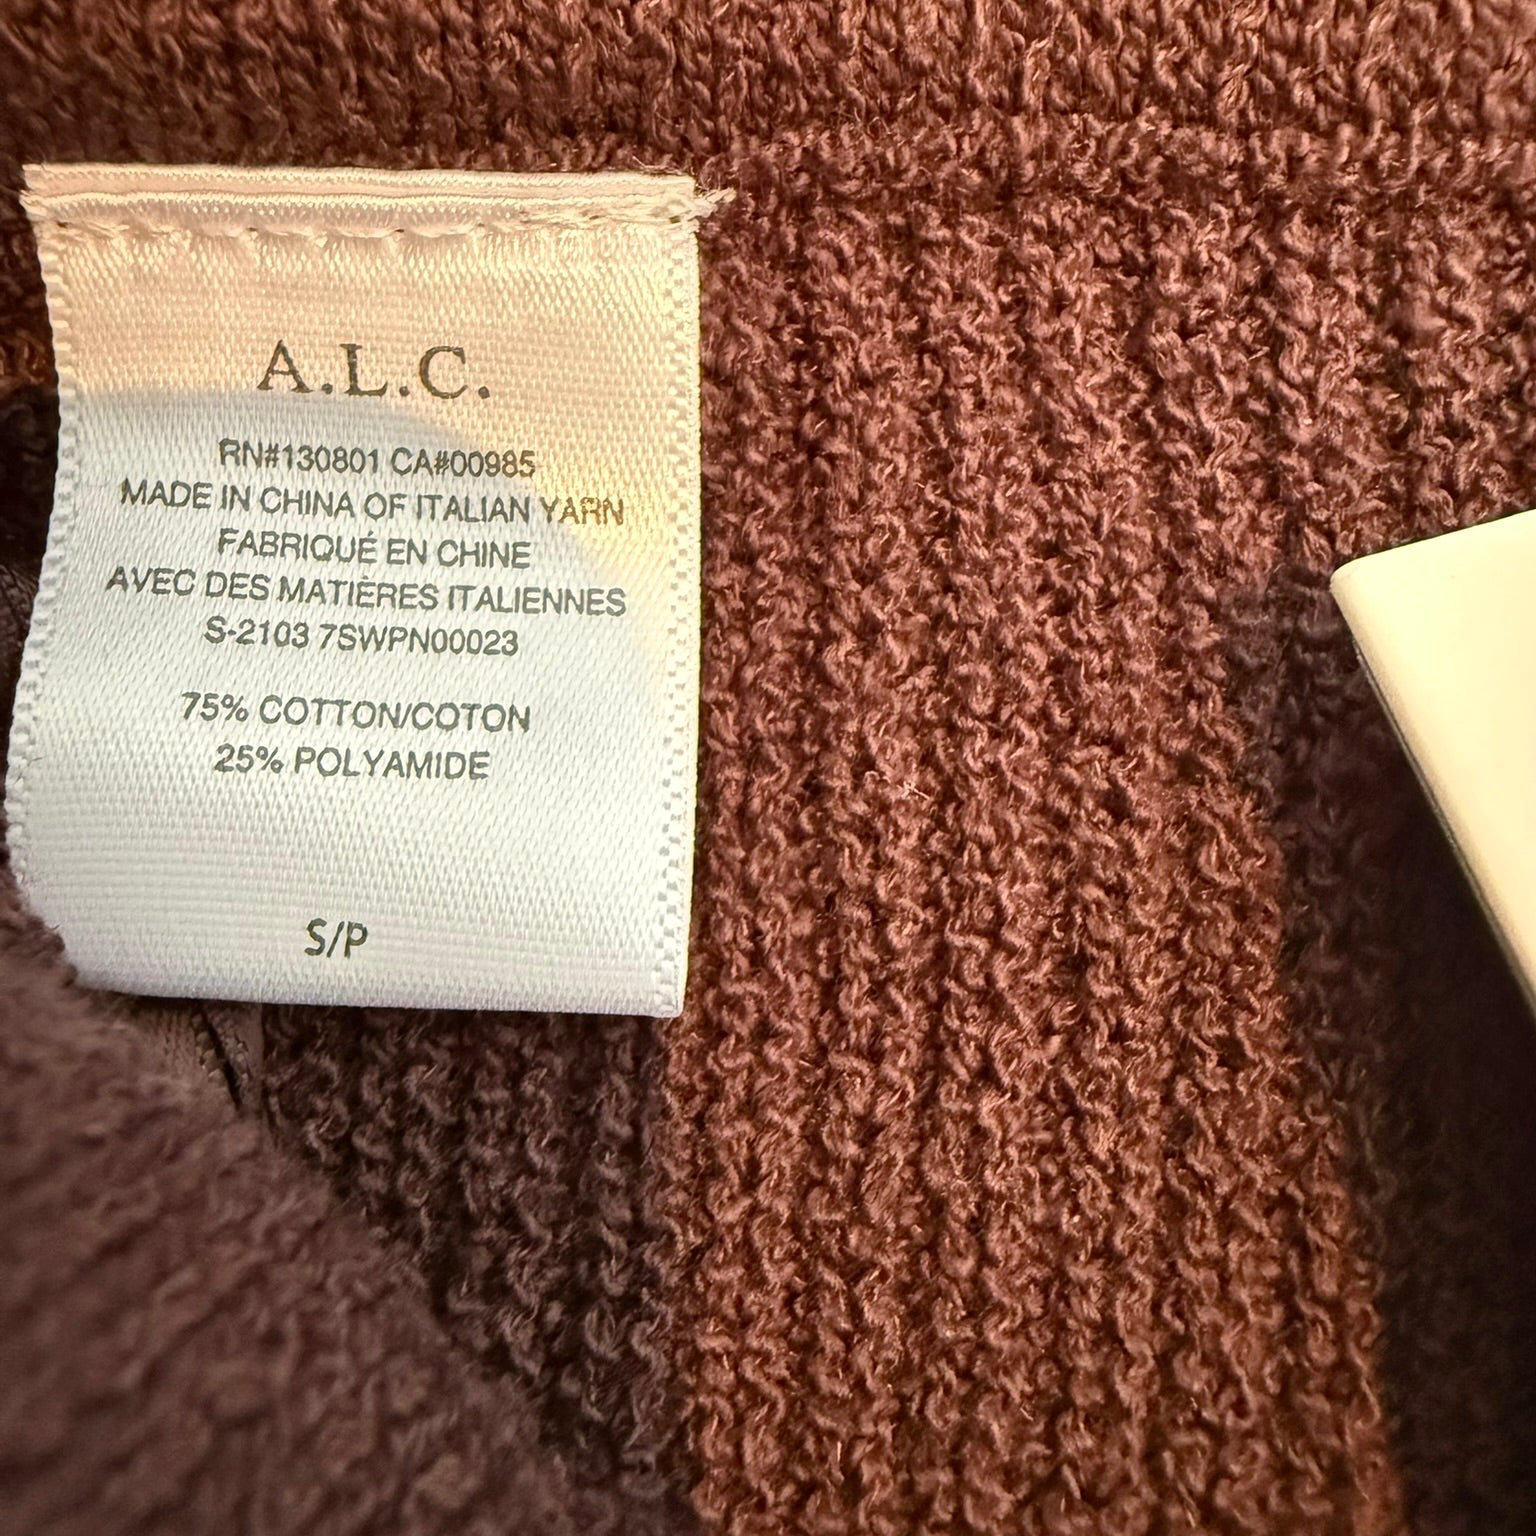 A.L.C.
RN#130801 CA#00985
MADE IN CHINA OF ITALIAN YARN
FABRIQUÉ EN CHINE
AVEC DES MATIÈRES ITALIENNES
S-2103 7SWPN00023
75% COTTON/COTON
25% POLYAMIDE
S/P